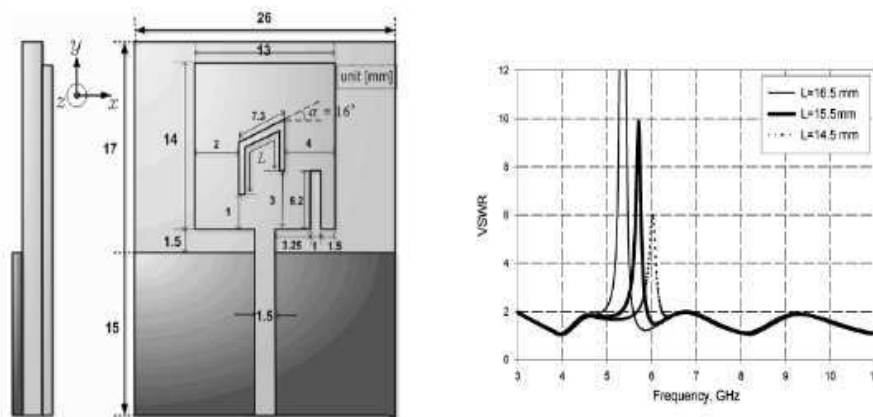 26
13
unit [mm]
y
z
x
7.3
α = 16°
17
14
2
L
4
1
3
6.2
1.5
3.25
1
1.5
15
1.5
12
10
8
6
4
2
0
VSWR
L=16.5 mm
L=15.5mm
L=14.5 mm
3 4 5 6 7 8 9 10 11
Frequency, GHz